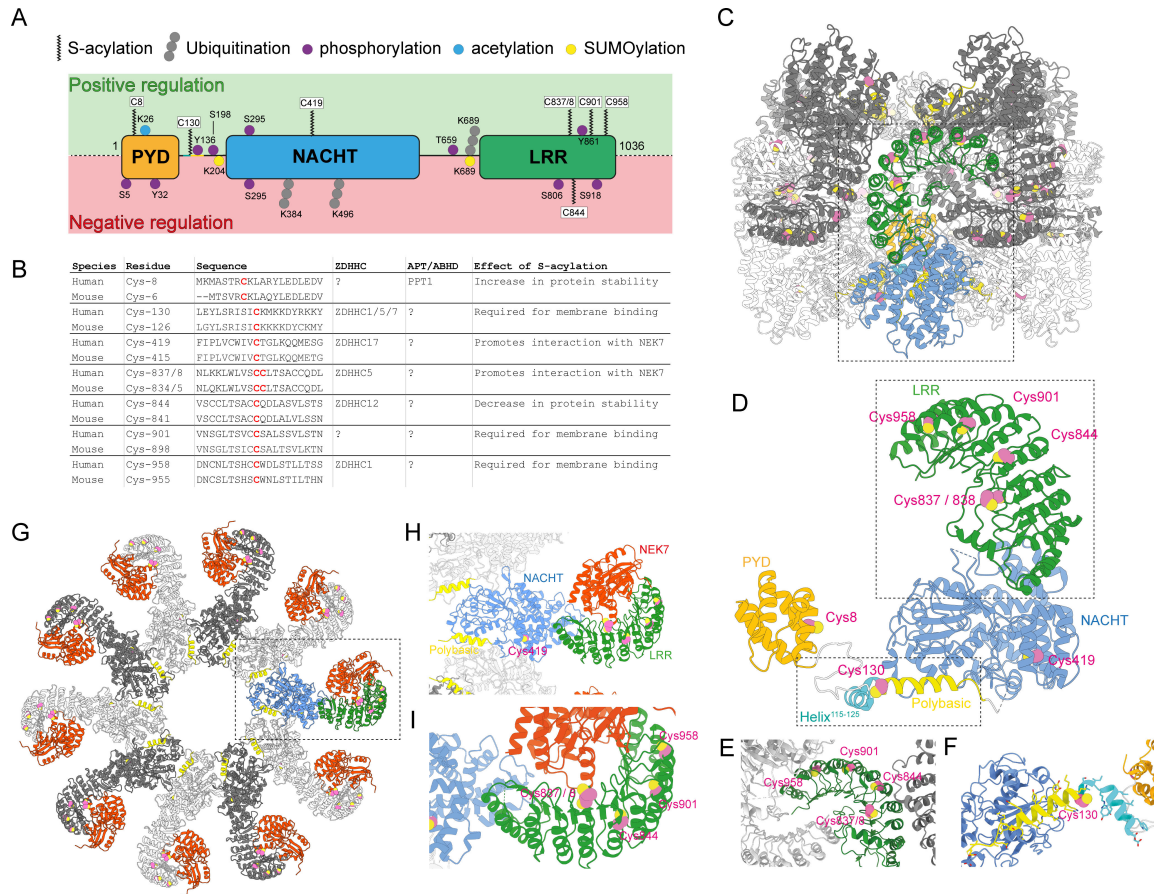 A
S-acylation Ubiquitination phosphorylation acetylation SUMOylation
Positive regulation
C8 K26 C130 Y136 S198 S295 C419 T659 K689 C837/8 C901 C958 Y861
1 PYD NACHT LRR 1036
S5 Y32 K204 S295 K384 K496 K689 S806 C844 S918
Negative regulation
B
Species Residue Sequence ZDHHC APT/ABHD Effect of S-acylation
Human Cys-8 MKMASTRCKLARYLEDLEDV ? PPT1 Increase in protein stability
Mouse Cys-6 --MTSVRCKLAQYLEDLEDV
Human Cys-130 LEYLSRISICKMKKDYRKKY ZDHHC1/5/7 ? Required for membrane binding
Mouse Cys-126 LGYLSRISICKKKKDYCKMY
Human Cys-419 FIPLVCWIVCTGLKQQMESG ZDHHC17 ? Promotes interaction with NEK7
Mouse Cys-415 FIPLVCWIVCTGLKQQMETG
Human Cys-837/8 NLKKLWLVSCCLTSACCQDL ZDHHC5 ? Promotes interaction with NEK7
Mouse Cys-834/5 NLQKLWLVSCCLTSACCQDL
Human Cys-844 VSCCLTSACCQDLASVLSTS ZDHHC12 ? Decrease in protein stability
Mouse Cys-841 VSCCLTSACCQDLALVLSSN
Human Cys-901 VNSGLTSVCCSALSSVLSTN ? ? Required for membrane binding
Mouse Cys-898 VNSGLTSICCSALTSVLKTN
Human Cys-958 DNCNLTSHCCWDLSTLLTSS ZDHHC1 ? Required for membrane binding
Mouse Cys-955 DNCSLTSHSCWNLSTILTHN
C
D
LRR
Cys901
Cys958
Cys844
Cys837 / 838
PYD
Cys8
NACHT
Cys130
Cys419
Polybasic
Helix115-125
E
Cys901
Cys958
Cys844
Cys837/8
F
Cys130
G
H
NEK7
NACHT
Polybasic
Cys419
LRR
I
Cys958
Cys837 / 8
Cys901
Cys844